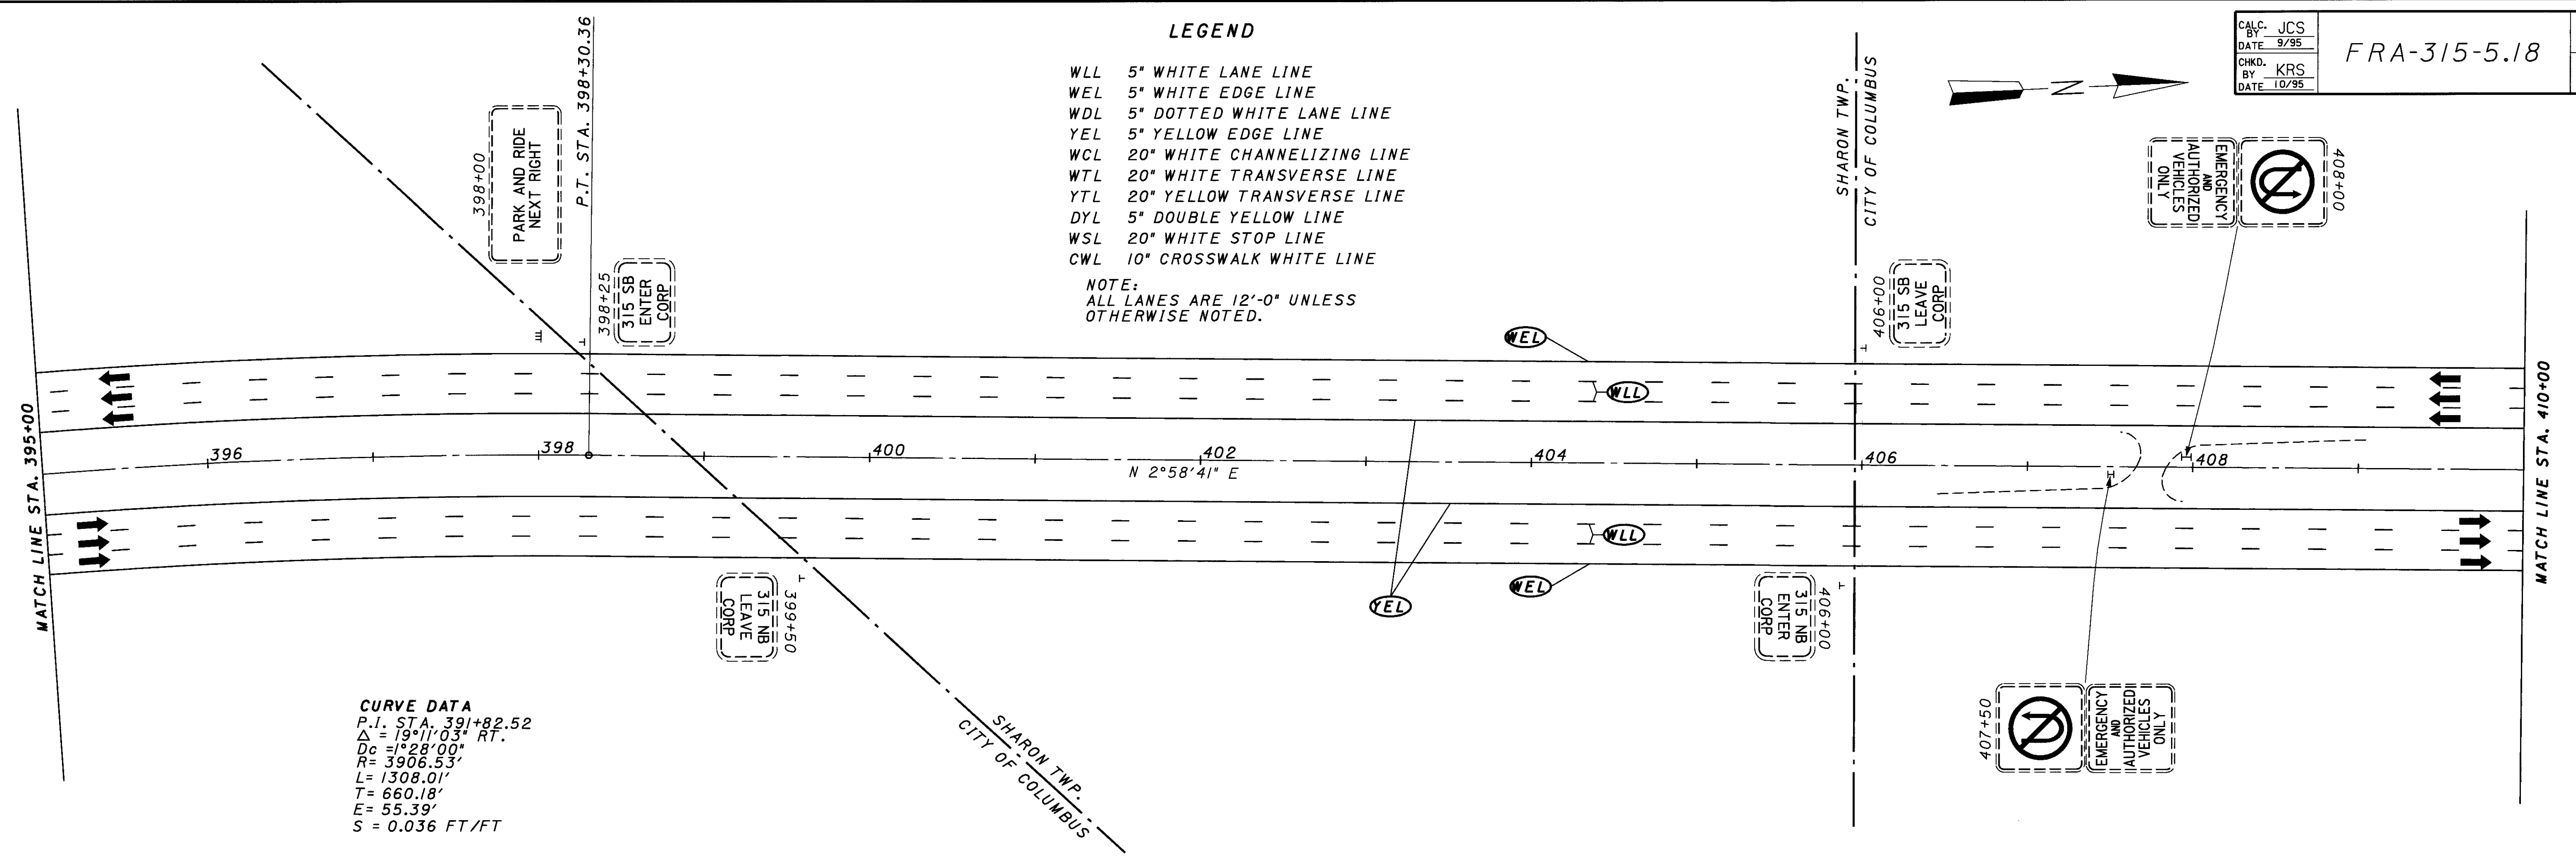 LEGEND
WLL 5" WHITE LANE LINE
WEL 5" WHITE EDGE LINE
WDL 5" DOTTED WHITE LANE LINE
YEL 5" YELLOW EDGE LINE
WCL 20" WHITE CHANNELIZING LINE
WTL 20" WHITE TRANSVERSE LINE
YTL 20" YELLOW TRANSVERSE LINE
DYL 5" DOUBLE YELLOW LINE
WSL 20" WHITE STOP LINE
CWL 10" CROSSWALK WHITE LINE
NOTE:
ALL LANES ARE 12'-0" UNLESS
OTHERWISE NOTED.
CALC. BY JCS
DATE 9/95
CHKD. BY KRS
DATE 10/95
FRA-315-5.18
N
398+00
PARK AND RIDE
NEXT RIGHT
P.T. STA. 398+30.36
398+25
315 SB
ENTER
CORP
SHARON TWP.
CITY OF COLUMBUS
406+00
315 SB
LEAVE
CORP
EMERGENCY
AND
AUTHORIZED
VEHICLES
ONLY
408+00
WEL
WLL
MATCH LINE STA. 395+00
396
398
400
402
404
406
408
N 2°58'41" E
MATCH LINE STA. 410+00
WLL
WEL
YEL
315 NB
LEAVE
CORP
399+50
315 NB
ENTER
CORP
406+00
407+50
EMERGENCY
AND
AUTHORIZED
VEHICLES
ONLY
SHARON TWP.
CITY OF COLUMBUS
CURVE DATA
P.I. STA. 391+82.52
Δ = 19°11'03" RT.
Dc =1°28'00"
R= 3906.53'
L= 1308.01'
T= 660.18'
E= 55.39'
S = 0.036 FT/FT